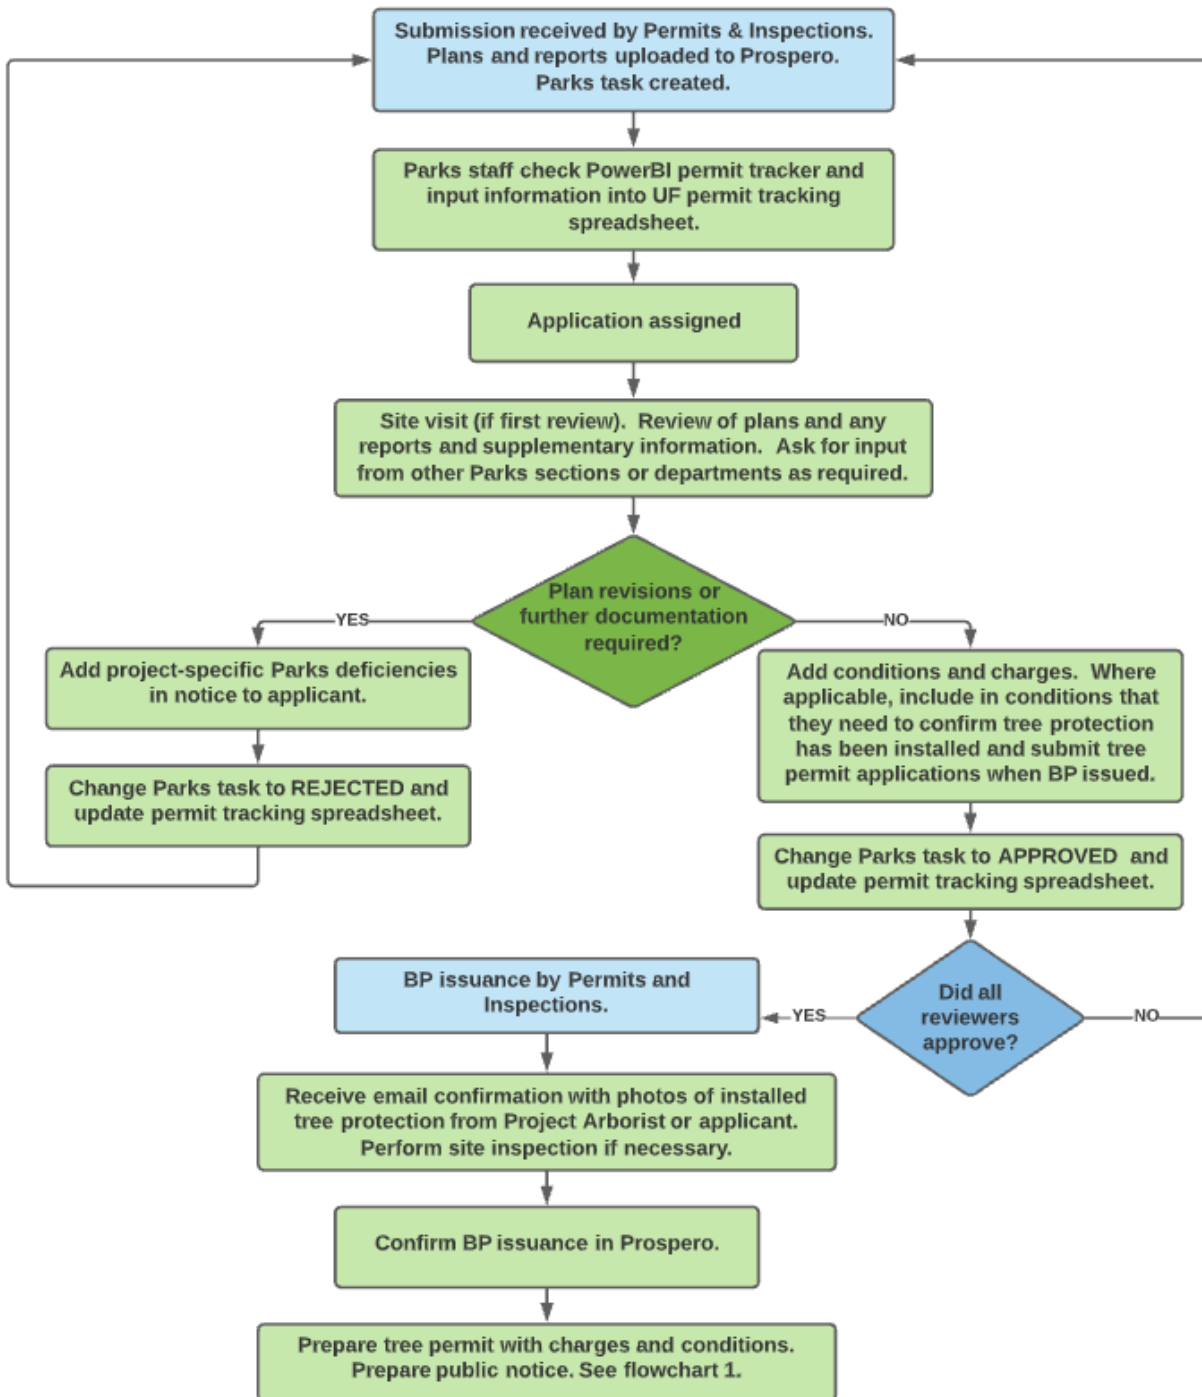 Submission received by Permits & Inspections.
Plans and reports uploaded to Prospero.
Parks task created.
Parks staff check PowerBI permit tracker and
input information into UF permit tracking
spreadsheet.
Application assigned
Site visit (if first review).  Review of plans and any
reports and supplementary information.  Ask for input
from other Parks sections or departments as required.
Plan revisions or
further documentation
required?
YES
NO
Add project-specific Parks deficiencies
in notice to applicant.
Change Parks task to REJECTED and
update permit tracking spreadsheet.
Add conditions and charges.  Where
applicable, include in conditions that
they need to confirm tree protection
has been installed and submit tree
permit applications when BP issued.
Change Parks task to APPROVED  and
update permit tracking spreadsheet.
Did all
reviewers
approve?
YES
NO
BP issuance by Permits and
Inspections.
Receive email confirmation with photos of installed
tree protection from Project Arborist or applicant.
Perform site inspection if necessary.
Confirm BP issuance in Prospero.
Prepare tree permit with charges and conditions.
Prepare public notice. See flowchart 1.